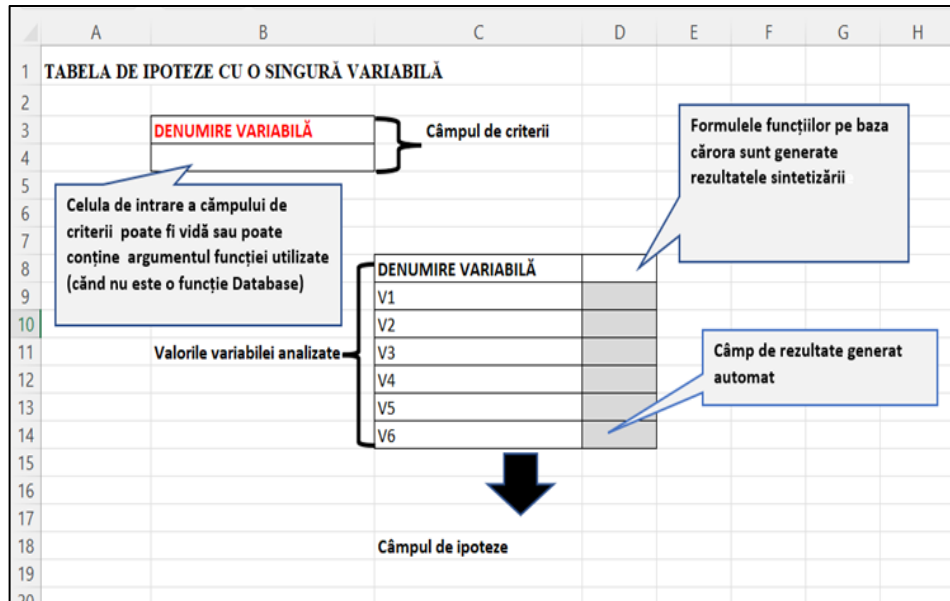 A B C D E F G H
1 TABELA DE IPOTEZE CU O SINGURĂ VARIABILĂ
2
3 DENUMIRE VARIABILĂ
Câmpul de criterii
4
5
6
7
8
9
10
11
12
13
14
15
16
17
18
19
20
Formulele funcțiilor pe baza
cărora sunt generate
rezultatele sintetizării
Celula de intrare a cămpului de
criterii poate fi vidă sau poate
conține argumentul funcției utilizate
(cănd nu este o funcție Database)
DENUMIRE VARIABILĂ
V1
V2
V3
V4
V5
V6
Valorile variabilei analizate
Câmp de rezultate generat
automat
Câmpul de ipoteze